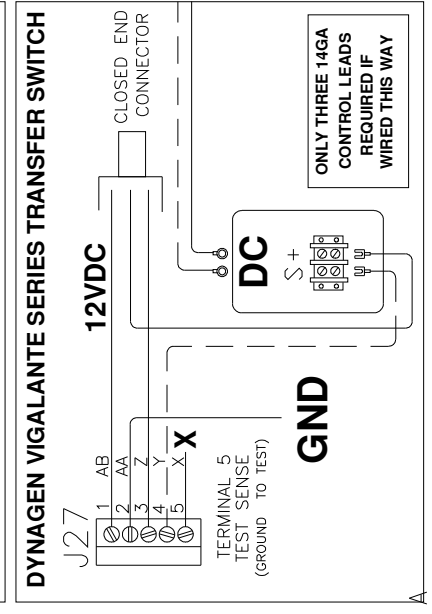 DYNAGEN VIGALANTE SERIES TRANSFER SWITCH
J27
1 AB
2 AA
3 Z
4 Y
5 X
X
12VDC
CLOSED END
CONNECTOR
TERMINAL 5
TEST SENSE
(GROUND TO TEST)
GND
DC
S +
ONLY THREE 14GA
CONTROL LEADS
REQUIRED IF
WIRED THIS WAY
A